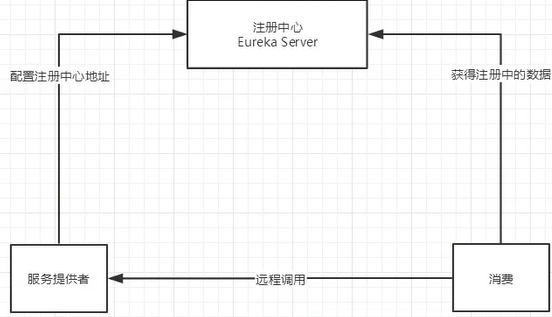 注册中心
Eureka Server
配置注册中心地址
获得注册中的数据
服务提供者
远程调用
消费